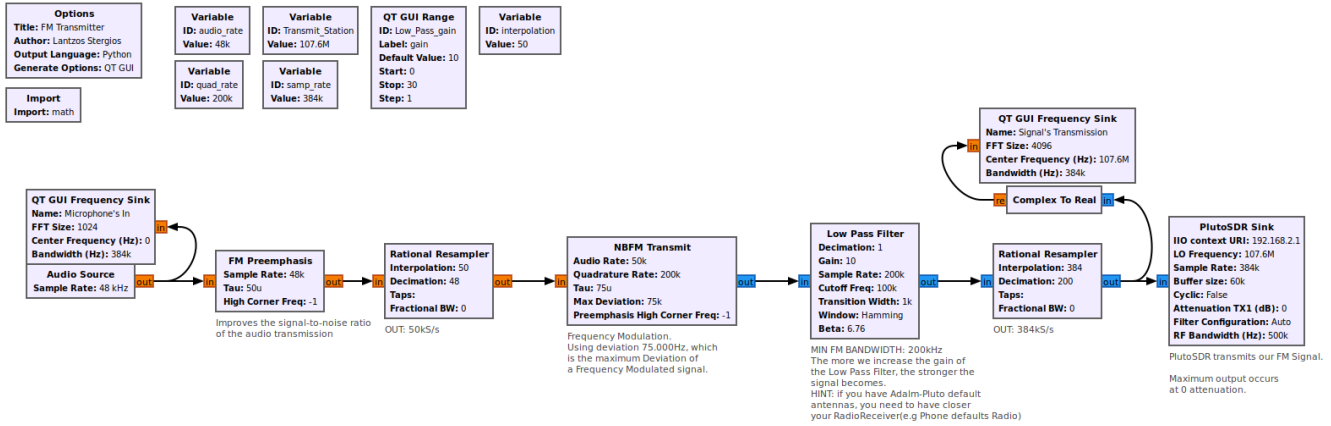 Options
Title: FM Transmitter
Author: Lantzos Stergios
Output Language: Python
Generate Options: QT GUI
Variable
ID: audio_rate
Value: 48k
Variable
ID: Transmit_Station
Value: 107.6M
QT GUI Range
ID: Low_Pass_gain
Label: gain
Default Value: 10
Start: 0
Stop: 30
Step: 1
Variable
ID: interpolation
Value: 50
Variable
ID: quad_rate
Value: 200k
Variable
ID: samp_rate
Value: 384k
Import
Import: math
QT GUI Frequency Sink
Name: Signal's Transmission
FFT Size: 4096
Center Frequency (Hz): 107.6M
Bandwidth (Hz): 384k
in
QT GUI Frequency Sink
Name: Microphone's In
FFT Size: 1024
Center Frequency (Hz): 0
Bandwidth (Hz): 384k
in
re
Complex To Real
in
Audio Source
Sample Rate: 48 kHz
out
in
FM Preemphasis
Sample Rate: 48k
Tau: 50u
High Corner Freq: -1
out
Improves the signal-to-noise ratio
of the audio transmission
in
Rational Resampler
Interpolation: 50
Decimation: 48
Taps:
Fractional BW: 0
out
OUT: 50kS/s
in
NBFM Transmit
Audio Rate: 50k
Quadrature Rate: 200k
Tau: 75u
Max Deviation: 75k
Preemphasis High Corner Freq: -1
out
Frequency Modulation.
Using deviation 75.000Hz, which
is the maximum Deviation of
a Frequency Modulated signal.
in
Low Pass Filter
Decimation: 1
Gain: 10
Sample Rate: 200k
Cutoff Freq: 100k
Transition Width: 1k
Window: Hamming
Beta: 6.76
out
MIN FM BANDWIDTH: 200kHz
The more we increase the gain of
the Low Pass Filter, the stronger the
signal becomes.
HINT: if you have Adalm-Pluto default
antennas, you need to have closer
your RadioReceiver(e.g Phone defaults Radio)
in
Rational Resampler
Interpolation: 384
Decimation: 200
Taps:
Fractional BW: 0
out
OUT: 384kS/s
in
PlutoSDR Sink
IIO context URI: 192.168.2.1
LO Frequency: 107.6M
Sample Rate: 384k
Buffer size: 60k
Cyclic: False
Attenuation TX1 (dB): 0
Filter Configuration: Auto
RF Bandwidth (Hz): 500k
PlutoSDR transmits our FM Signal.
Maximum output occurs
at 0 attenuation.